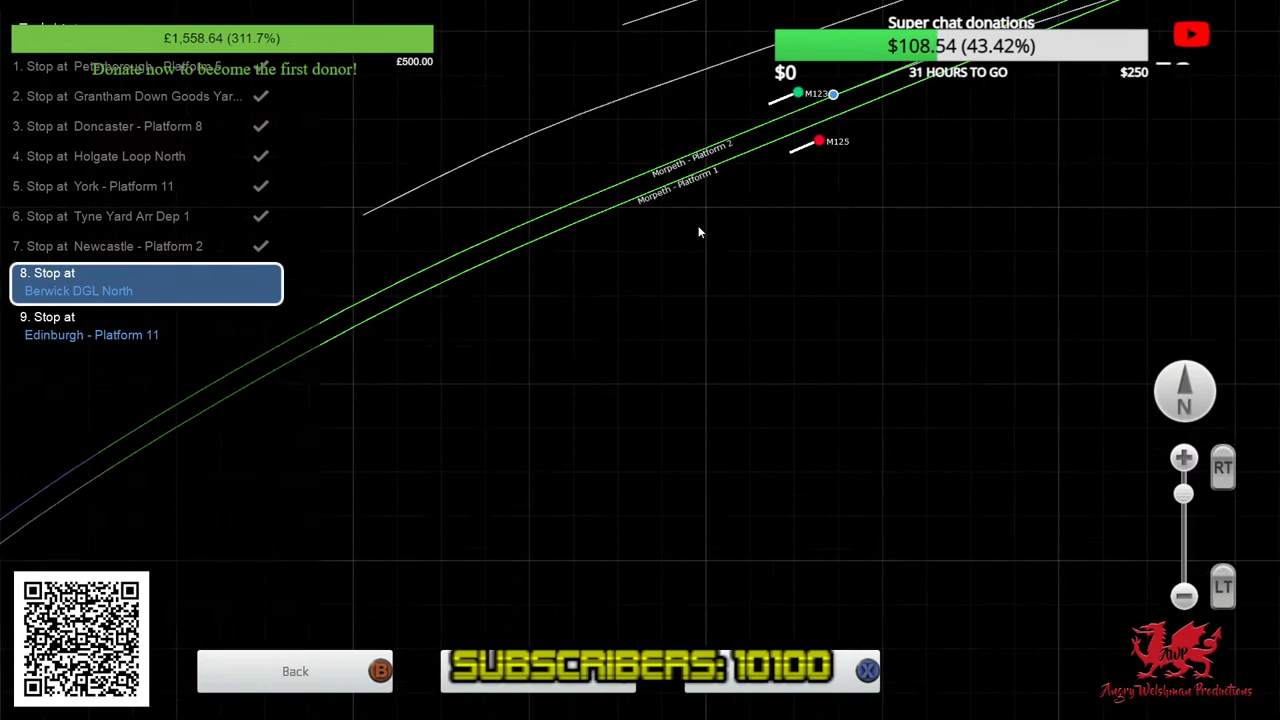 £1,558.64 (311.7%)
£500.00
Donate now to become the first donor!
1. Stop at Peterborough - Platform 5
2. Stop at Grantham Down Goods Yar...
3. Stop at Doncaster - Platform 8
4. Stop at Holgate Loop North
5. Stop at York - Platform 11
6. Stop at Tyne Yard Arr Dep 1
7. Stop at Newcastle - Platform 2
8. Stop at
Berwick DGL North
9. Stop at
Edinburgh - Platform 11
Super chat donations
$108.54 (43.42%)
$0
31 HOURS TO GO
$250
M123
M125
Morpeth - Platform 2
Morpeth - Platform 1
N
RT
LT
Back
B
SUBSCRIBERS: 10100
X
AWP
Angry Welshman Productions